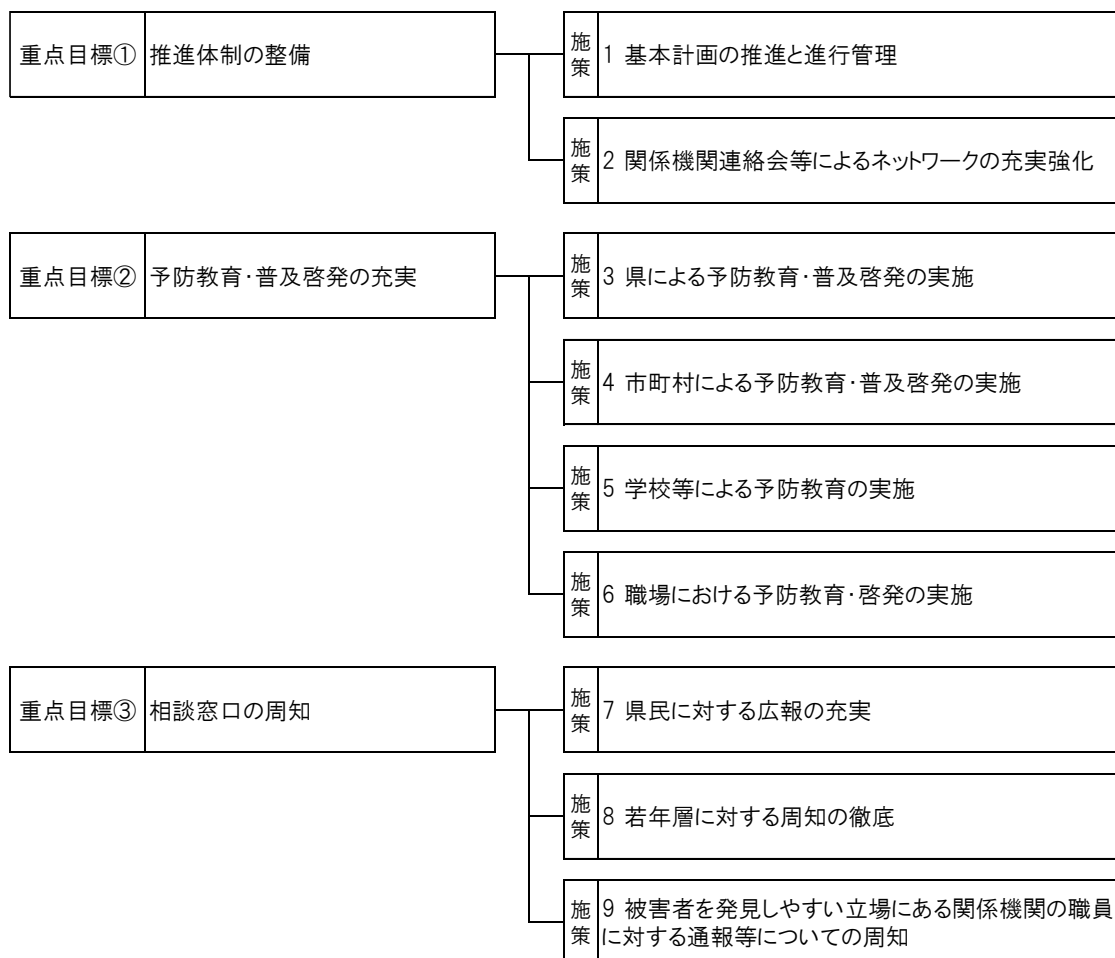 重点目標① 推進体制の整備
施策 1 基本計画の推進と進行管理
施策 2 関係機関連絡会等によるネットワークの充実強化
重点目標② 予防教育・普及啓発の充実
施策 3 県による予防教育・普及啓発の実施
施策 4 市町村による予防教育・普及啓発の実施
施策 5 学校等による予防教育の実施
施策 6 職場における予防教育・啓発の実施
重点目標③ 相談窓口の周知
施策 7 県民に対する広報の充実
施策 8 若年層に対する周知の徹底
施策 9 被害者を発見しやすい立場にある関係機関の職員
に対する通報等についての周知